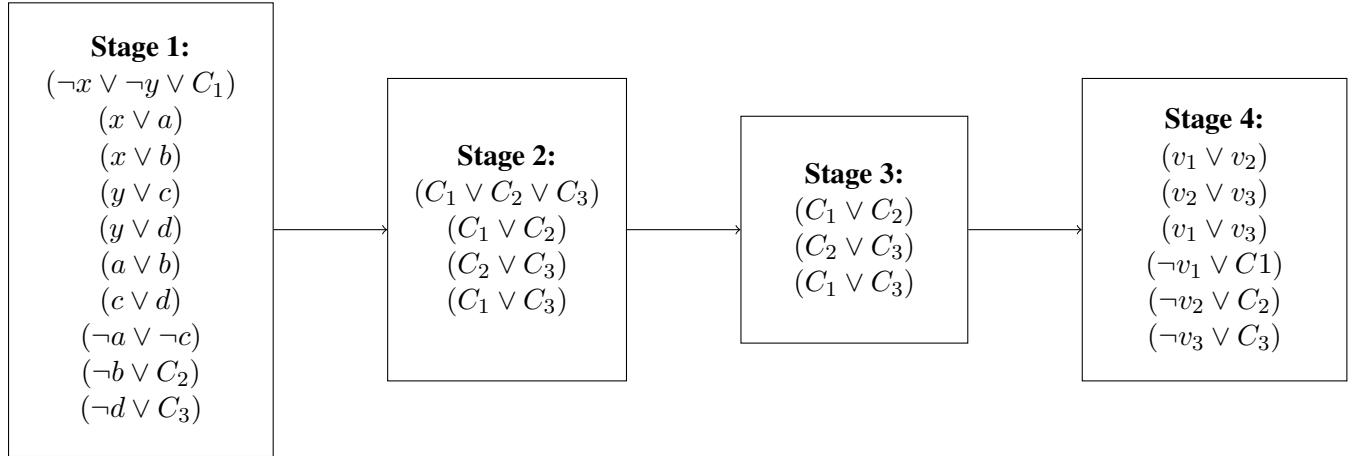 Stage 1:
(¬x ∨ ¬y ∨ C₁)
(x ∨ a)
(x ∨ b)
(y ∨ c)
(y ∨ d)
(a ∨ b)
(c ∨ d)
(¬a ∨ ¬c)
(¬b ∨ C₂)
(¬d ∨ C₃)
Stage 2:
(C₁ ∨ C₂ ∨ C₃)
(C₁ ∨ C₂)
(C₂ ∨ C₃)
(C₁ ∨ C₃)
Stage 3:
(C₁ ∨ C₂)
(C₂ ∨ C₃)
(C₁ ∨ C₃)
Stage 4:
(v₁ ∨ v₂)
(v₂ ∨ v₃)
(v₁ ∨ v₃)
(¬v₁ ∨ C1)
(¬v₂ ∨ C₂)
(¬v₃ ∨ C₃)